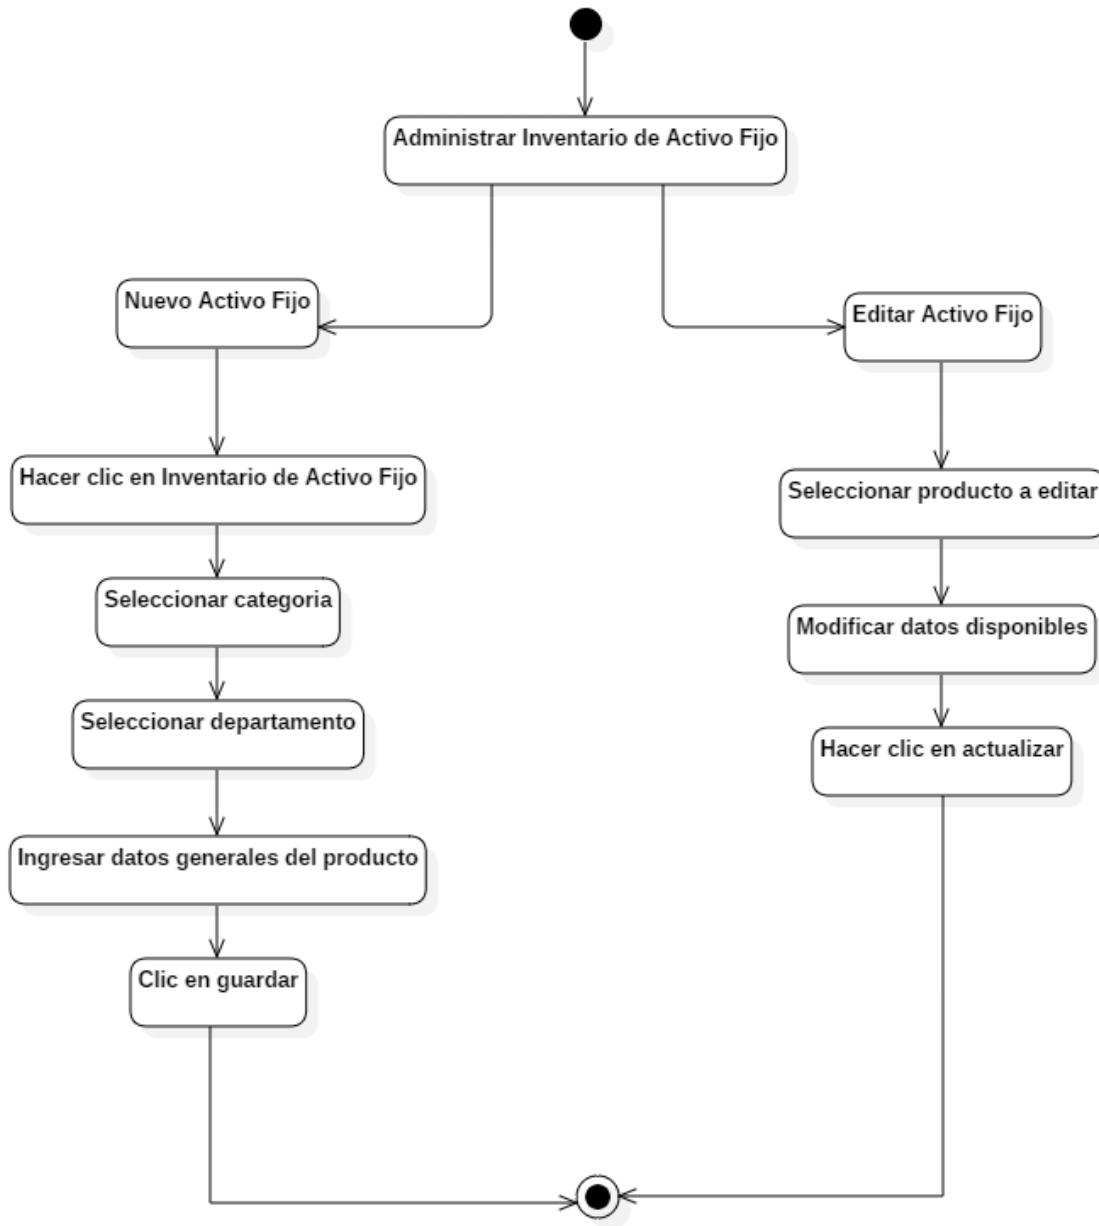 Administrar Inventario de Activo Fijo
Nuevo Activo Fijo
Editar Activo Fijo
Hacer clic en Inventario de Activo Fijo
Seleccionar producto a editar
Seleccionar categoria
Modificar datos disponibles
Seleccionar departamento
Hacer clic en actualizar
Ingresar datos generales del producto
Clic en guardar